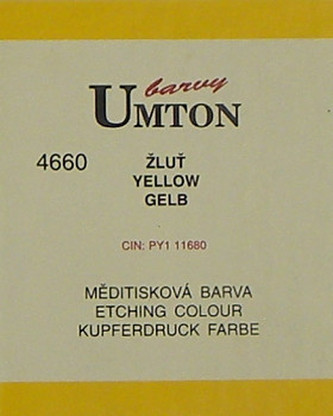 barvy
UMTON
4660 ŽLUŤ
YELLOW
GELB
CIN: PY1 11680
MĚDITISKOVÁ BARVA
ETCHING COLOUR
KUPFERDRUCK FARBE